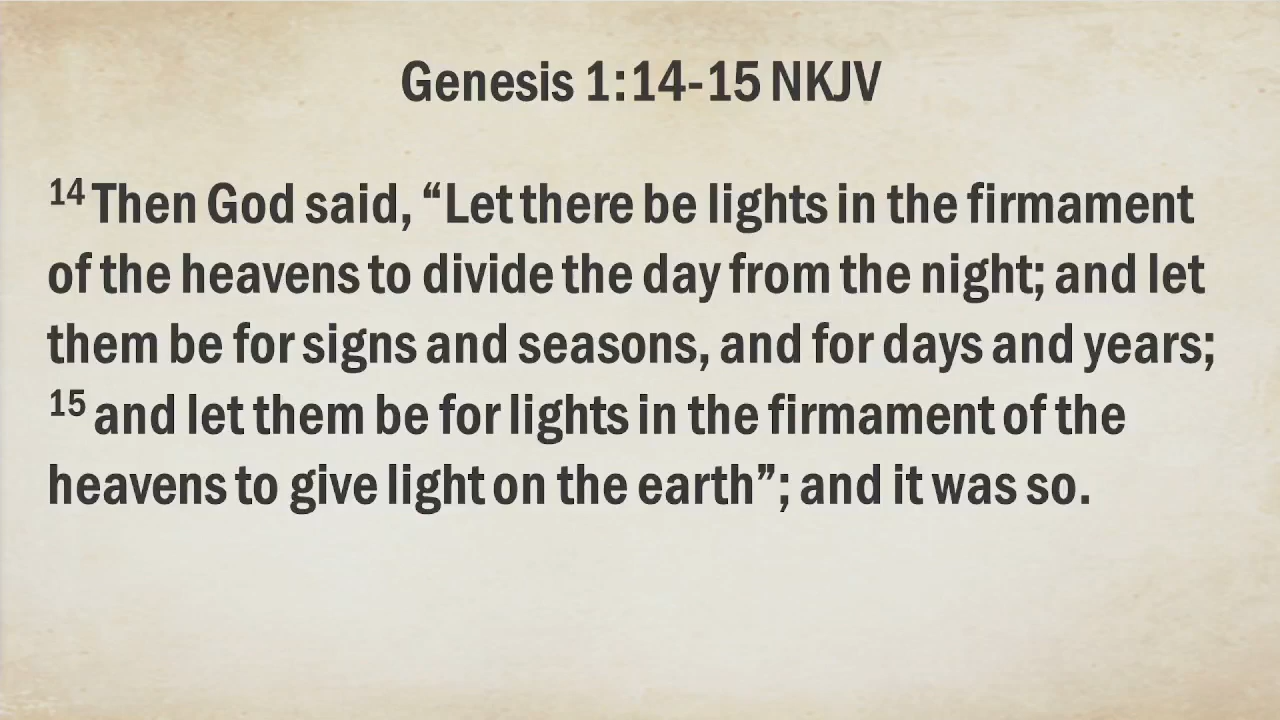 Genesis 1:14-15 NKJV
14 Then God said, “Let there be lights in the firmament
of the heavens to divide the day from the night; and let
them be for signs and seasons, and for days and years;
15 and let them be for lights in the firmament of the
heavens to give light on the earth”; and it was so.